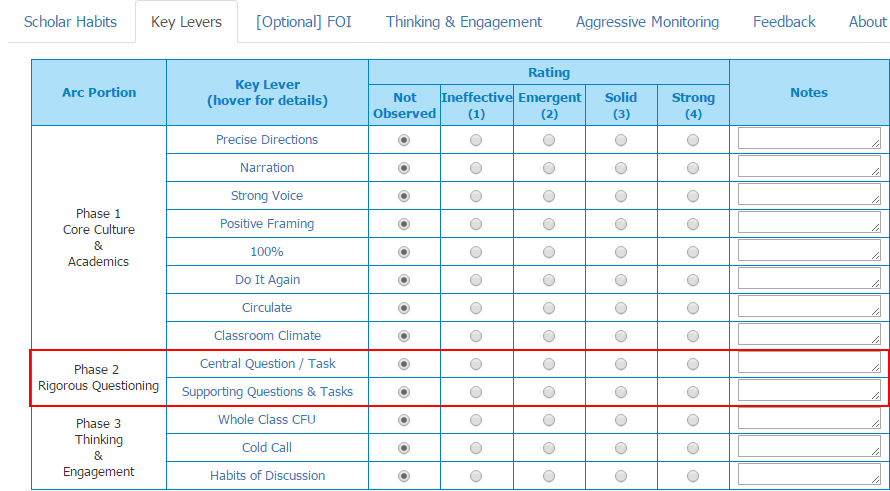 Scholar Habits Key Levers [Optional] FOI Thinking & Engagement Aggressive Monitoring Feedback About
Arc Portion
Key Lever
(hover for details)
Rating
Notes
Not
Observed
Ineffective
(1)
Emergent
(2)
Solid
(3)
Strong
(4)
Phase 1
Core Culture
&
Academics
Precise Directions
Narration
Strong Voice
Positive Framing
100%
Do It Again
Circulate
Classroom Climate
Phase 2
Rigorous Questioning
Central Question / Task
Supporting Questions & Tasks
Phase 3
Thinking
&
Engagement
Whole Class CFU
Cold Call
Habits of Discussion